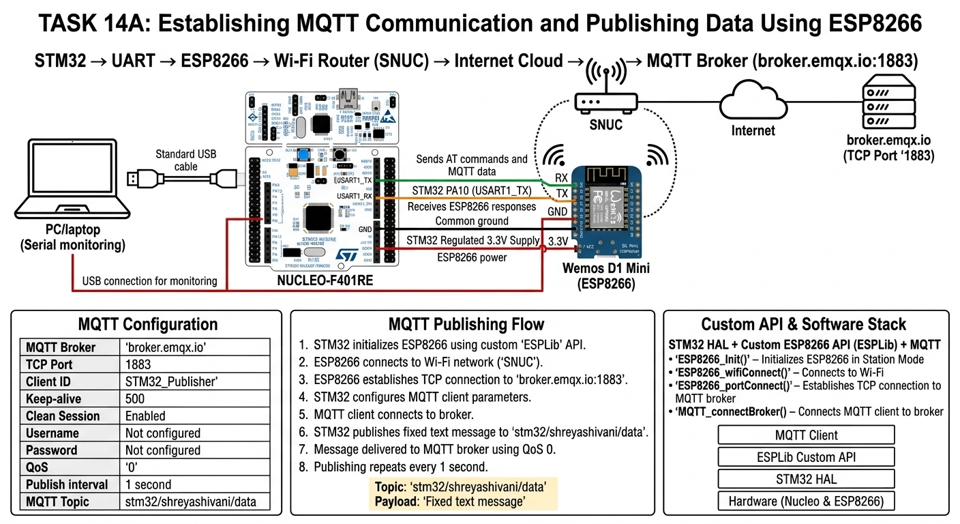 TASK 14A: Establishing MQTT Communication and Publishing Data Using ESP8266
STM32 → UART → ESP8266 → Wi-Fi Router (SNUC) → Internet Cloud → → MQTT Broker (broker.emqx.io:1883)
Standard USB
cable
PC/laptop
(Serial monitoring)
USB connection for monitoring
EUSART1_TX
USART1_RX
GND
NUCLEO-F401RE
Sends AT commands and
MQTT data
STM32 PA10 (USART1_TX)
Receives ESP8266 responses
Common ground
STM32 Regulated 3.3V Supply
ESP8266 power
RX
TX
GND
3.3V
Wemos D1 Mini
(ESP8266)
SNUC
Internet
broker.emqx.io
(TCP Port '1883)
MQTT Configuration
MQTT Broker 'broker.emqx.io'
TCP Port 1883
Client ID STM32_Publisher'
Keep-alive 500
Clean Session Enabled
Username Not configured
Password Not configured
QoS '0'
Publish interval 1 second
MQTT Topic stm32/shreyashivani/data
MQTT Publishing Flow
1. STM32 initializes ESP8266 using custom 'ESPLib' API.
2. ESP8266 connects to Wi-Fi network ('SNUC').
3. ESP8266 establishes TCP connection to 'broker.emqx.io:1883'.
4. STM32 configures MQTT client parameters.
5. MQTT client connects to broker.
6. STM32 publishes fixed text message to 'stm32/shreyashivani/data'.
7. Message delivered to MQTT broker using QoS 0.
8. Publishing repeats every 1 second.
Topic: 'stm32/shreyashivani/data'
Payload: 'Fixed text message'
Custom API & Software Stack
STM32 HAL + Custom ESP8266 API (ESPLib) + MQTT
• 'ESP8266_Init()' – Initializes ESP8266 in Station Mode
• 'ESP8266_wifiConnect()' – Connects to Wi-Fi
• 'ESP8266_portConnect()' – Establishes TCP connection to
MQTT broker
• 'MQTT_connectBroker() – Connects MQTT client to broker
MQTT Client
ESPLib Custom API
STM32 HAL
Hardware (Nucleo & ESP8266)